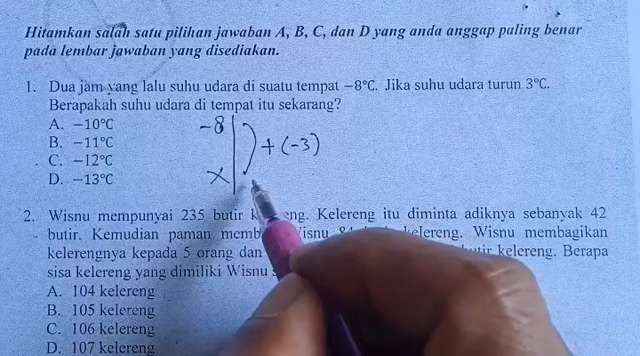 Hitamkan salah satu pilihan jawaban A, B, C, dan D yang anda anggap paling benar
pada lembar jawaban yang disediakan.
1. Dua jam yang lalu suhu udara di suatu tempat −8°C. Jika suhu udara turun 3°C.
Berapakah suhu udara di tempat itu sekarang?
A. −10°C
B. −11°C
C. −12°C
D. −13°C
-8
+ (-3)
X
2. Wisnu mempunyai 235 butir eng. Kelereng itu diminta adiknya sebanyak 42
butir. Kemudian paman memb isnu kelereng. Wisnu membagikan
kelerengnya kepada 5 orang dan kelereng. Berapa
sisa kelereng yang dimiliki Wisnu
A. 104 kelereng
B. 105 kelereng
C. 106 kelereng
D. 107 kelereng